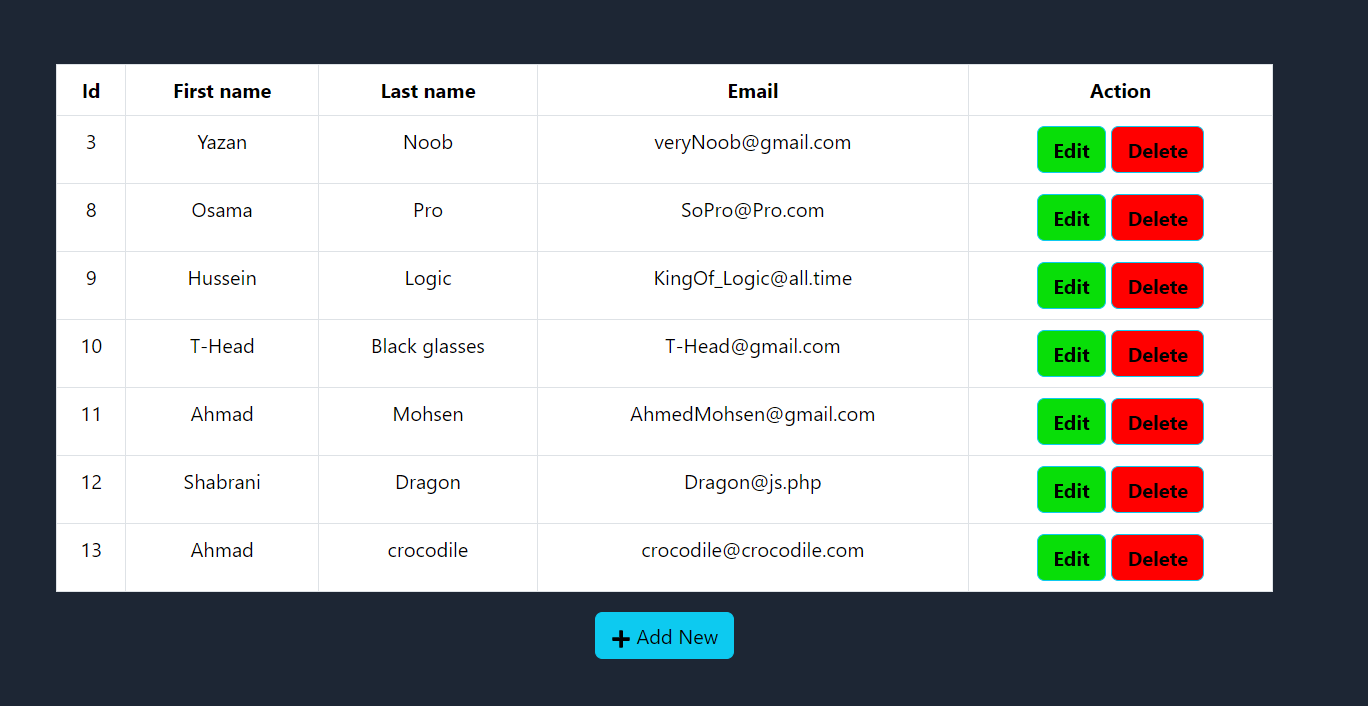 Id First name Last name Email Action
3 Yazan Noob veryNoob@gmail.com Edit Delete
8 Osama Pro SoPro@Pro.com Edit Delete
9 Hussein Logic KingOf_Logic@all.time Edit Delete
10 T-Head Black glasses T-Head@gmail.com Edit Delete
11 Ahmad Mohsen AhmedMohsen@gmail.com Edit Delete
12 Shabrani Dragon Dragon@js.php Edit Delete
13 Ahmad crocodile crocodile@crocodile.com Edit Delete
+ Add New